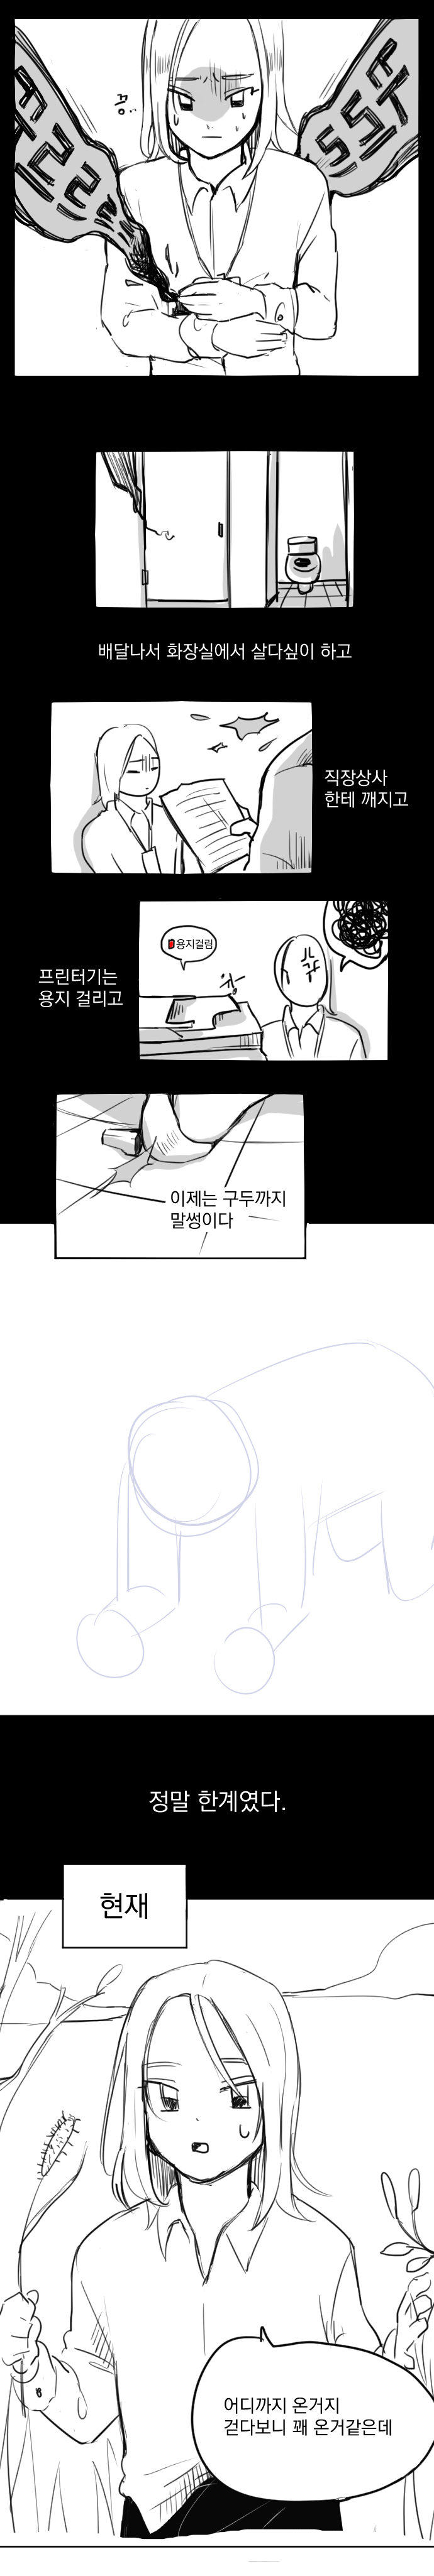 끙..
꾸르르륵
쏴쏴
배달나서 화장실에서 살다싶이 하고
직장상사
한테 깨지고
용지걸림
프린터기는
용지 걸리고
이제는 구두까지
말썽이다
정말 한계였다.
현재
어디까지 온거지
걷다보니 꽤 온거같은데